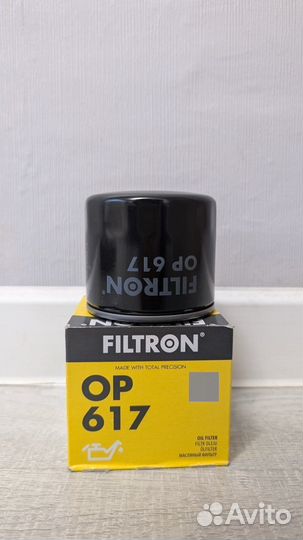 FILTRON
OP 617
FILTRON®
MADE WITH TOTAL PRECISION
OP
617
OIL FILTER
FILTR OLEJU
ÖLFILTER
МАСЛЯНЫЙ ФИЛЬТР
Avito